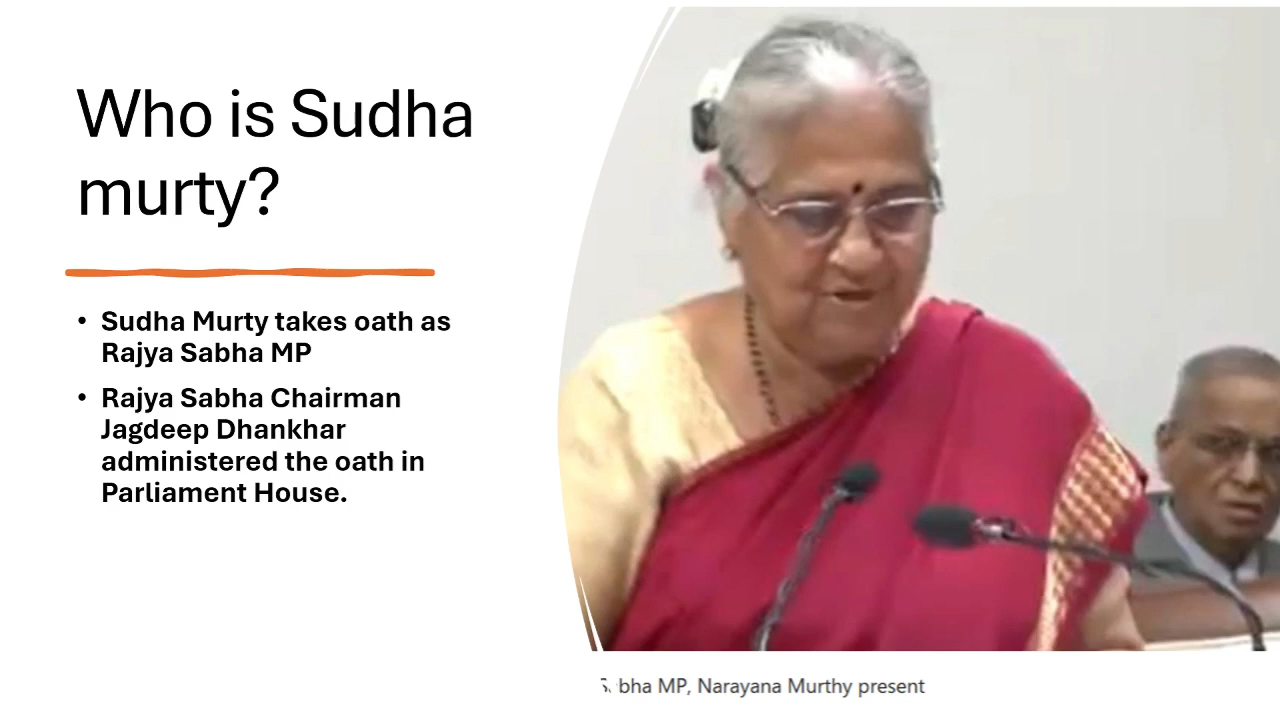 Who is Sudha
murty?
• Sudha Murty takes oath as
Rajya Sabha MP
• Rajya Sabha Chairman
Jagdeep Dhankhar
administered the oath in
Parliament House.
bha MP, Narayana Murthy present